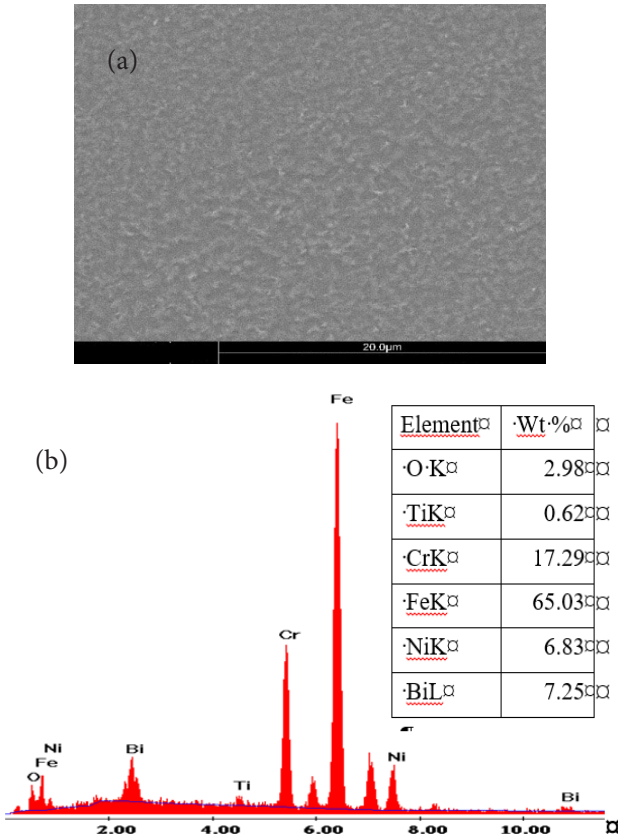 (a)
20.0µm
(b)
Fe
Cr
Ni
Fe
O
Bi
Ti
Ni
Bi
2.00 4.00 6.00 8.00 10.00 ¤
Element¤ ·Wt·%¤ ¤
·O·K¤ 2.98¤¤
·TiK¤ 0.62¤¤
·CrK¤ 17.29¤¤
·FeK¤ 65.03¤¤
·NiK¤ 6.83¤¤
·BiL¤ 7.25¤¤
¶